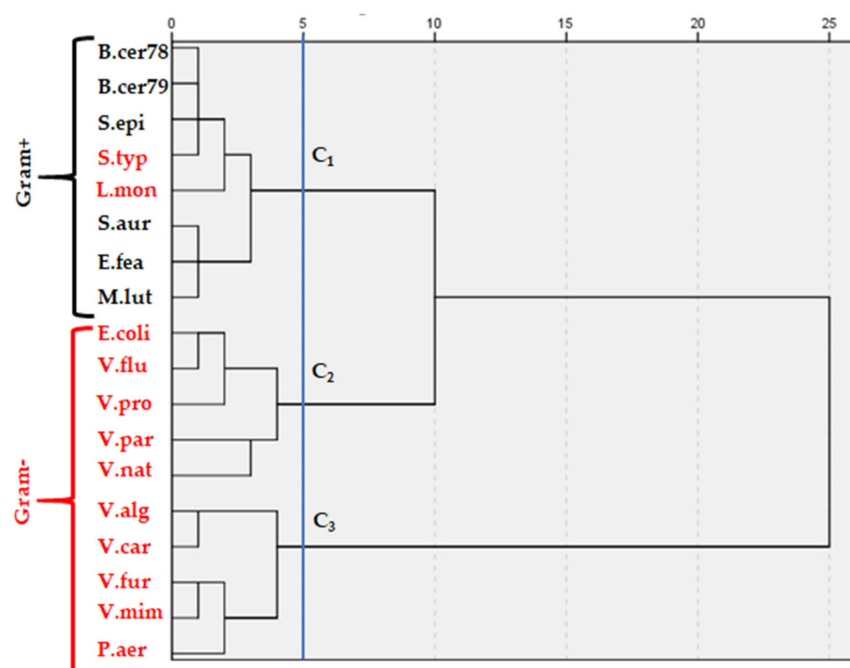 0 5 10 15 20 25
B.cer78
B.cer79
S.epi
S.typ
L.mon
S.aur
E.fea
M.lut
E.coli
V.flu
V.pro
V.par
V.nat
V.alg
V.car
V.fur
V.mim
P.aer
Gram+
Gram-
C₁
C₂
C₃